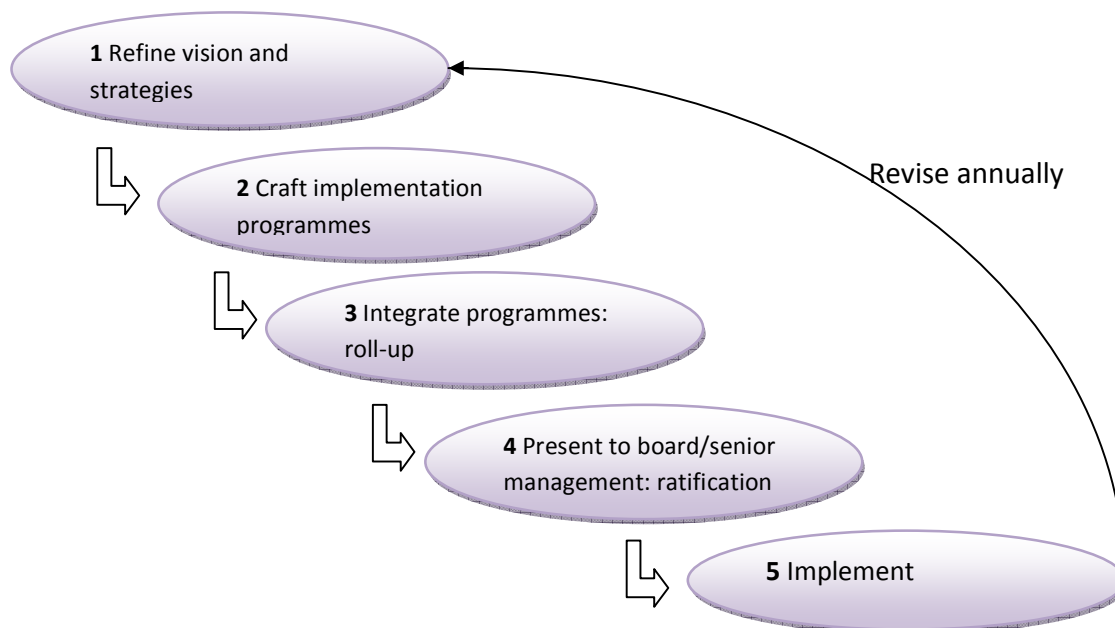 1 Refine vision and
strategies
Revise annually
2 Craft implementation
programmes
3 Integrate programmes:
roll-up
4 Present to board/senior
management: ratification
5 Implement